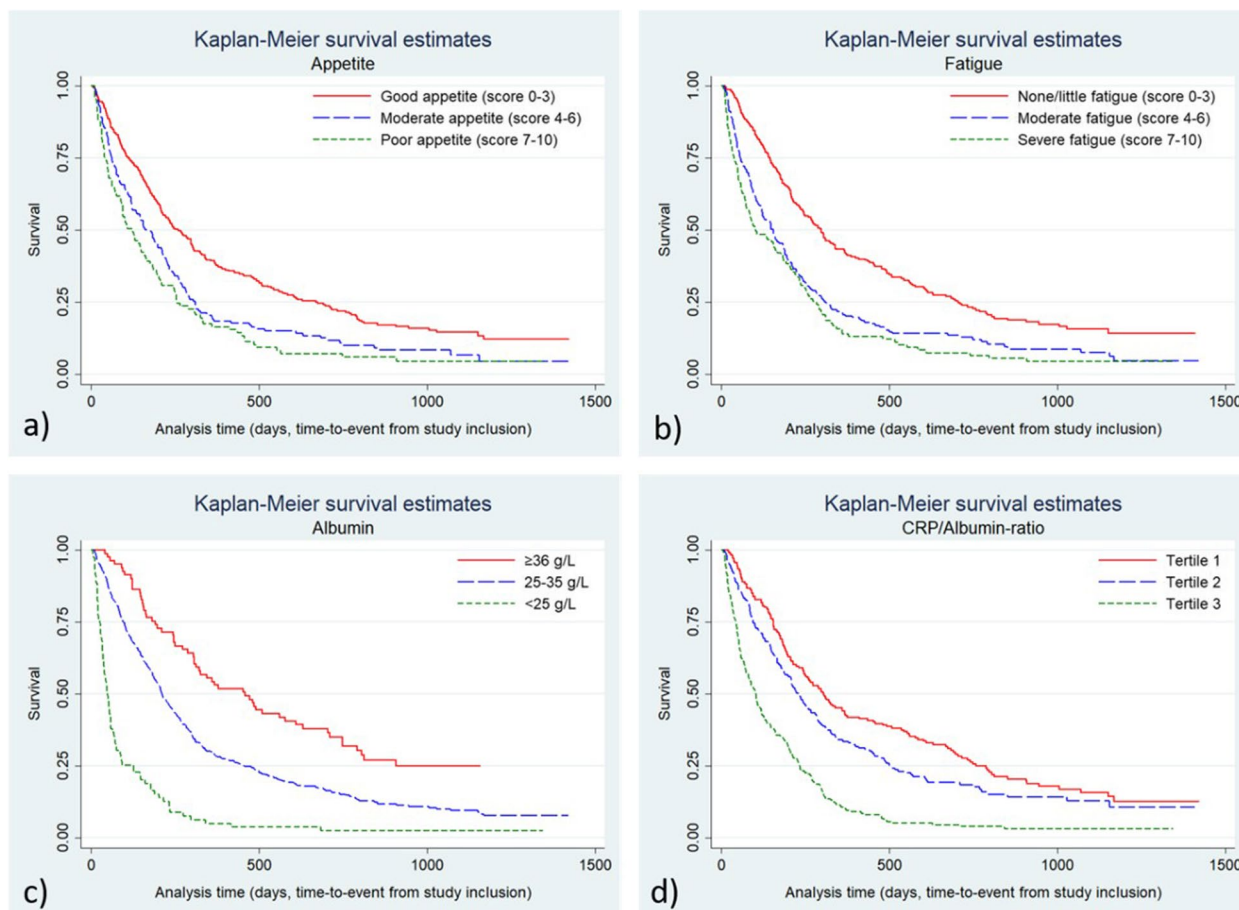 Kaplan-Meier survival estimates
Appetite
Good appetite (score 0-3)
Moderate appetite (score 4-6)
Poor appetite (score 7-10)
Survival
1.00
0.75
0.50
0.25
0.00
0
500
1000
1500
Analysis time (days, time-to-event from study inclusion)
a)
Kaplan-Meier survival estimates
Fatigue
None/little fatigue (score 0-3)
Moderate fatigue (score 4-6)
Severe fatigue (score 7-10)
Survival
1.00
0.75
0.50
0.25
0.00
0
500
1000
1500
Analysis time (days, time-to-event from study inclusion)
b)
Kaplan-Meier survival estimates
Albumin
≥36 g/L
25-35 g/L
<25 g/L
Survival
1.00
0.75
0.50
0.25
0.00
0
500
1000
1500
Analysis time (days, time-to-event from study inclusion)
c)
Kaplan-Meier survival estimates
CRP/Albumin-ratio
Tertile 1
Tertile 2
Tertile 3
Survival
1.00
0.75
0.50
0.25
0.00
0
500
1000
1500
Analysis time (days, time-to-event from study inclusion)
d)